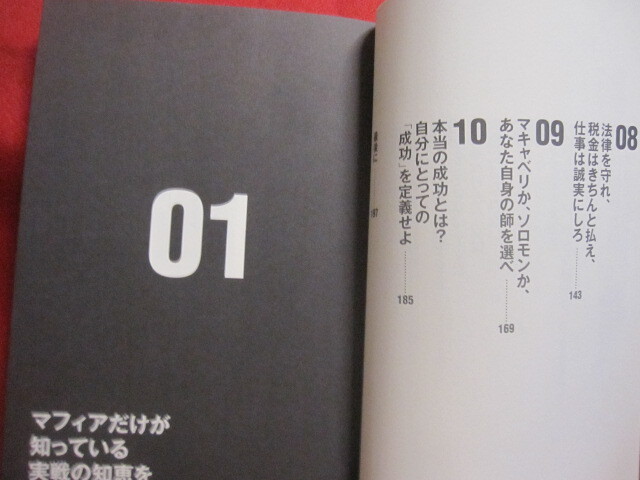 08
法律を守れ、
税金はきちんと払え、
仕事は誠実にしろ
143
09
マキャベリか、ソロモンか、
あなた自身の師を選べ
169
10
本当の成功とは?
自分にとっての
「成功」を定義せよ
185
最後に
197
01
マフィアだけが
知っている
実戦の知恵を